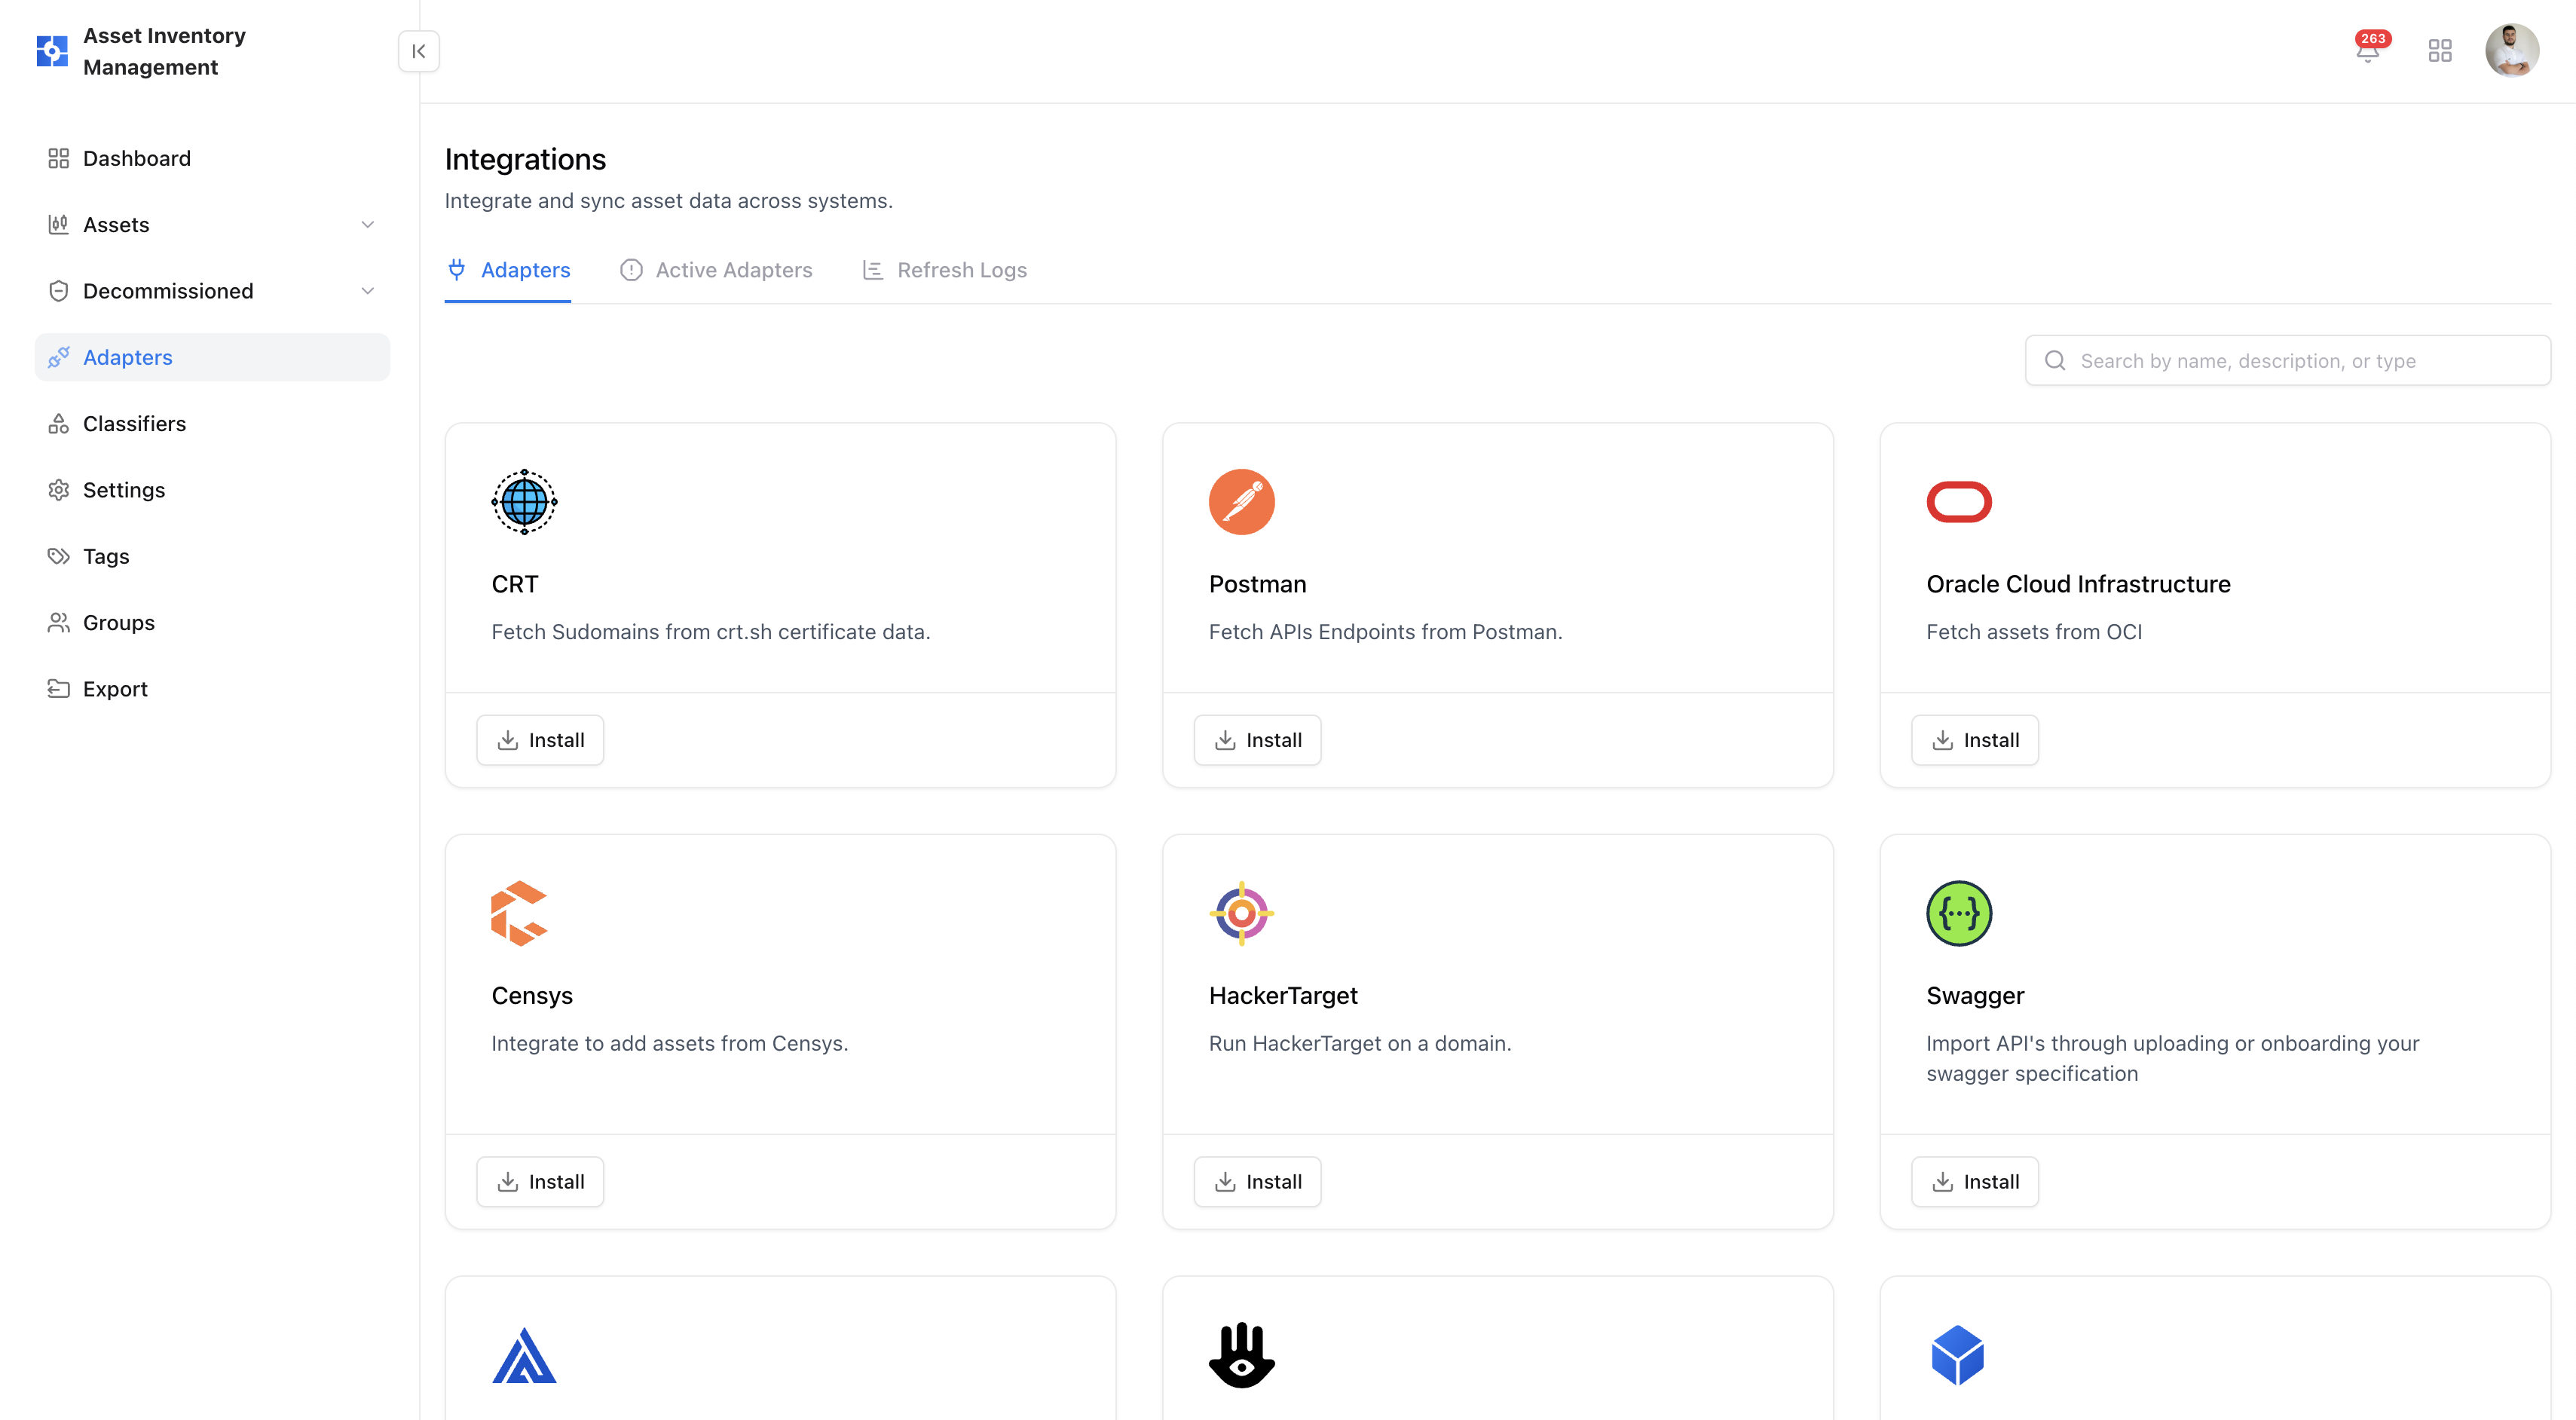 Asset Inventory
Management
263
Dashboard
Assets
Decommissioned
Adapters
Classifiers
Settings
Tags
Groups
Export
Integrations
Integrate and sync asset data across systems.
Adapters
Active Adapters
Refresh Logs
Search by name, description, or type
CRT
Fetch Sudomains from crt.sh certificate data.
Install
Postman
Fetch APIs Endpoints from Postman.
Install
Oracle Cloud Infrastructure
Fetch assets from OCI
Install
Censys
Integrate to add assets from Censys.
Install
HackerTarget
Run HackerTarget on a domain.
Install
Swagger
Import API's through uploading or onboarding your
swagger specification
Install